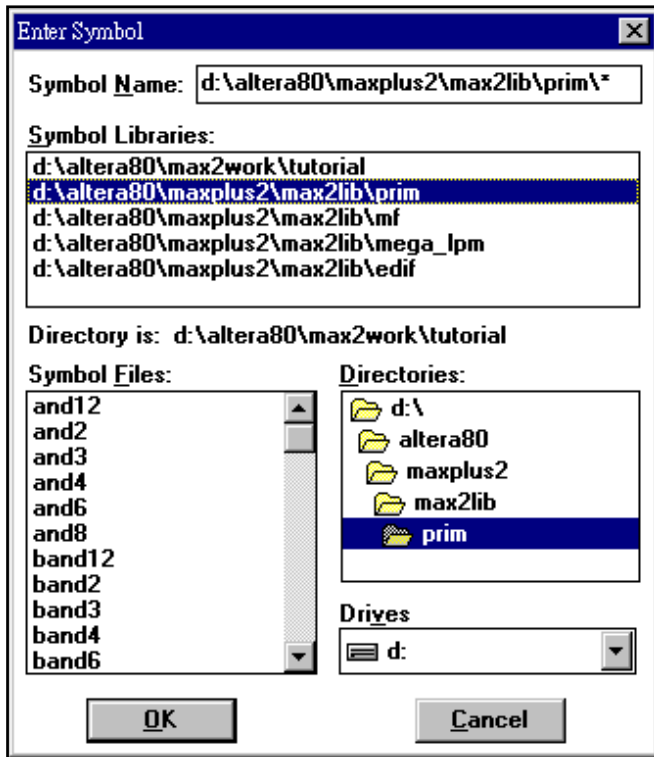 Enter Symbol
Symbol Name: d:\altera80\maxplus2\max2lib\prim\*
Symbol Libraries:
d:\altera80\max2work\tutorial
d:\altera80\maxplus2\max2lib\prim
d:\altera80\maxplus2\max2lib\mf
d:\altera80\maxplus2\max2lib\mega_lpm
d:\altera80\maxplus2\max2lib\edif
Directory is: d:\altera80\max2work\tutorial
Symbol Files:
and12
and2
and3
and4
and6
and8
band12
band2
band3
band4
band6
Directories:
d:\
altera80
maxplus2
max2lib
prim
Drives
d:
OK
Cancel